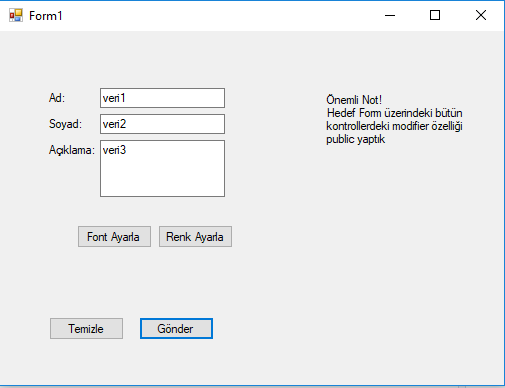 Form1
Ad:
veri1
Soyad:
veri2
Açıklama:
veri3
Önemli Not!
Hedef Form üzerindeki bütün
kontrollerdeki modifier özelliği
public yaptık
Font Ayarla
Renk Ayarla
Temizle
Gönder